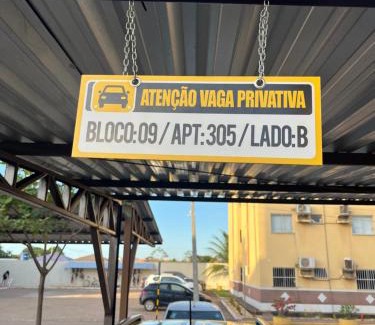 ATENÇÃO VAGA PRIVATIVA
BLOCO:09/APT:305/LADO:B